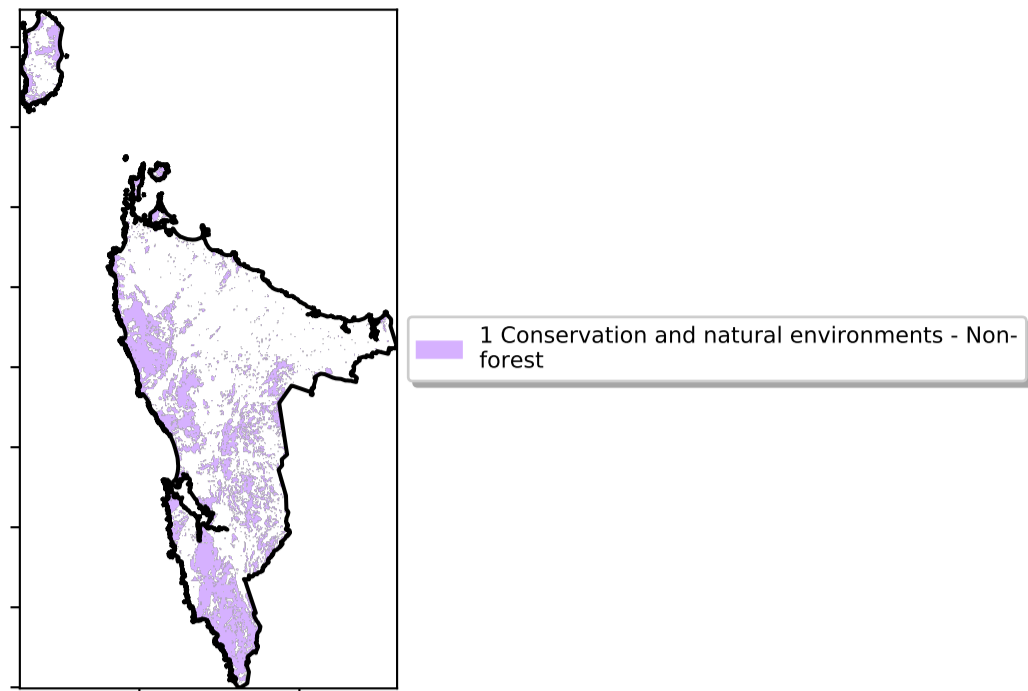 1 Conservation and natural environments - Non-
forest